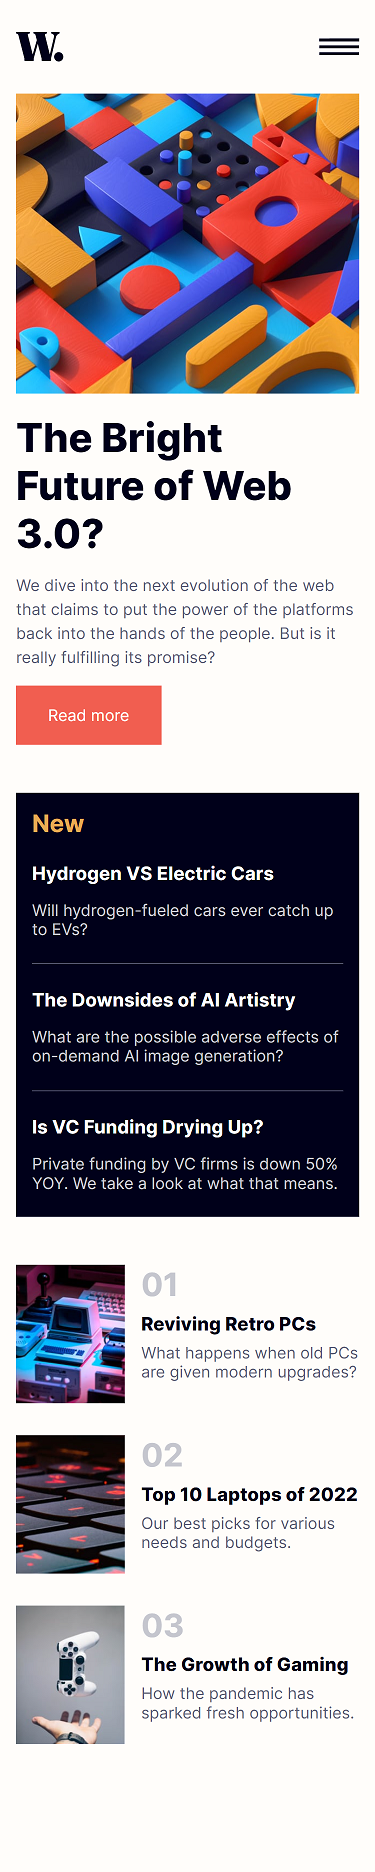 W.
The Bright
Future of Web
3.0?
We dive into the next evolution of the web
that claims to put the power of the platforms
back into the hands of the people. But is it
really fulfilling its promise?
Read more
New
Hydrogen VS Electric Cars
Will hydrogen-fueled cars ever catch up
to EVs?
The Downsides of AI Artistry
What are the possible adverse effects of
on-demand AI image generation?
Is VC Funding Drying Up?
Private funding by VC firms is down 50%
YOY. We take a look at what that means.
01
Reviving Retro PCs
What happens when old PCs
are given modern upgrades?
02
Top 10 Laptops of 2022
Our best picks for various
needs and budgets.
03
The Growth of Gaming
How the pandemic has
sparked fresh opportunities.